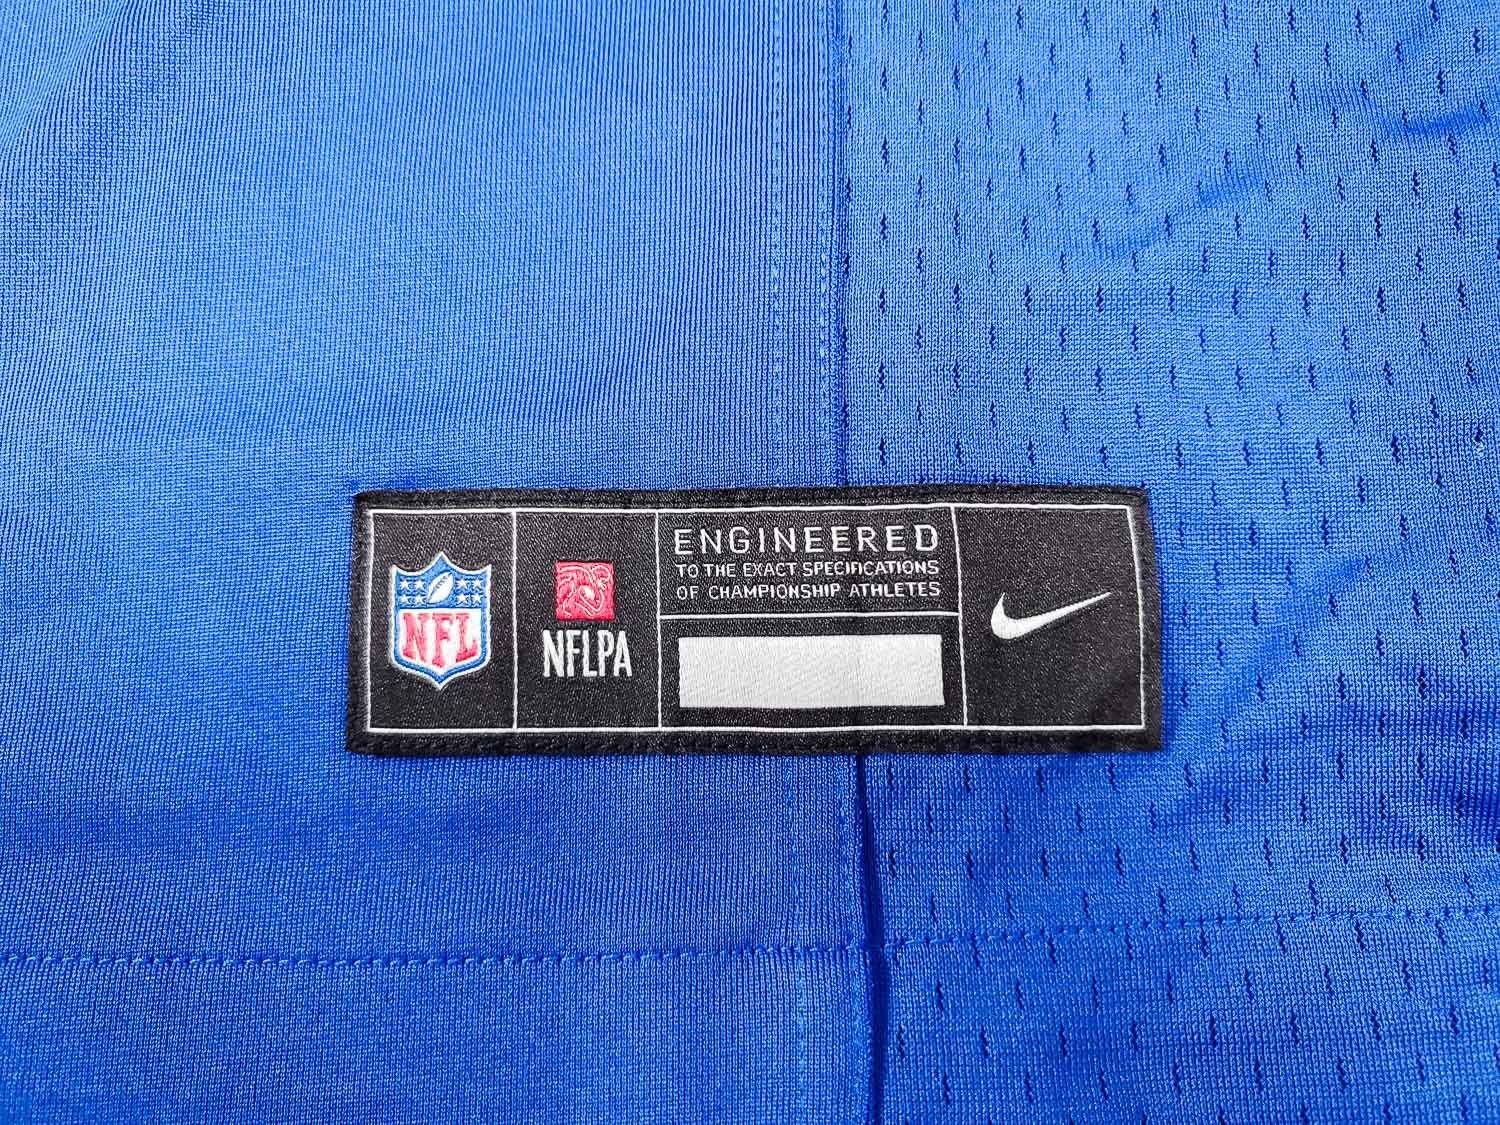 NFL
NFLPA
ENGINEERED
TO THE EXACT SPECIFICATIONS
OF CHAMPIONSHIP ATHLETES